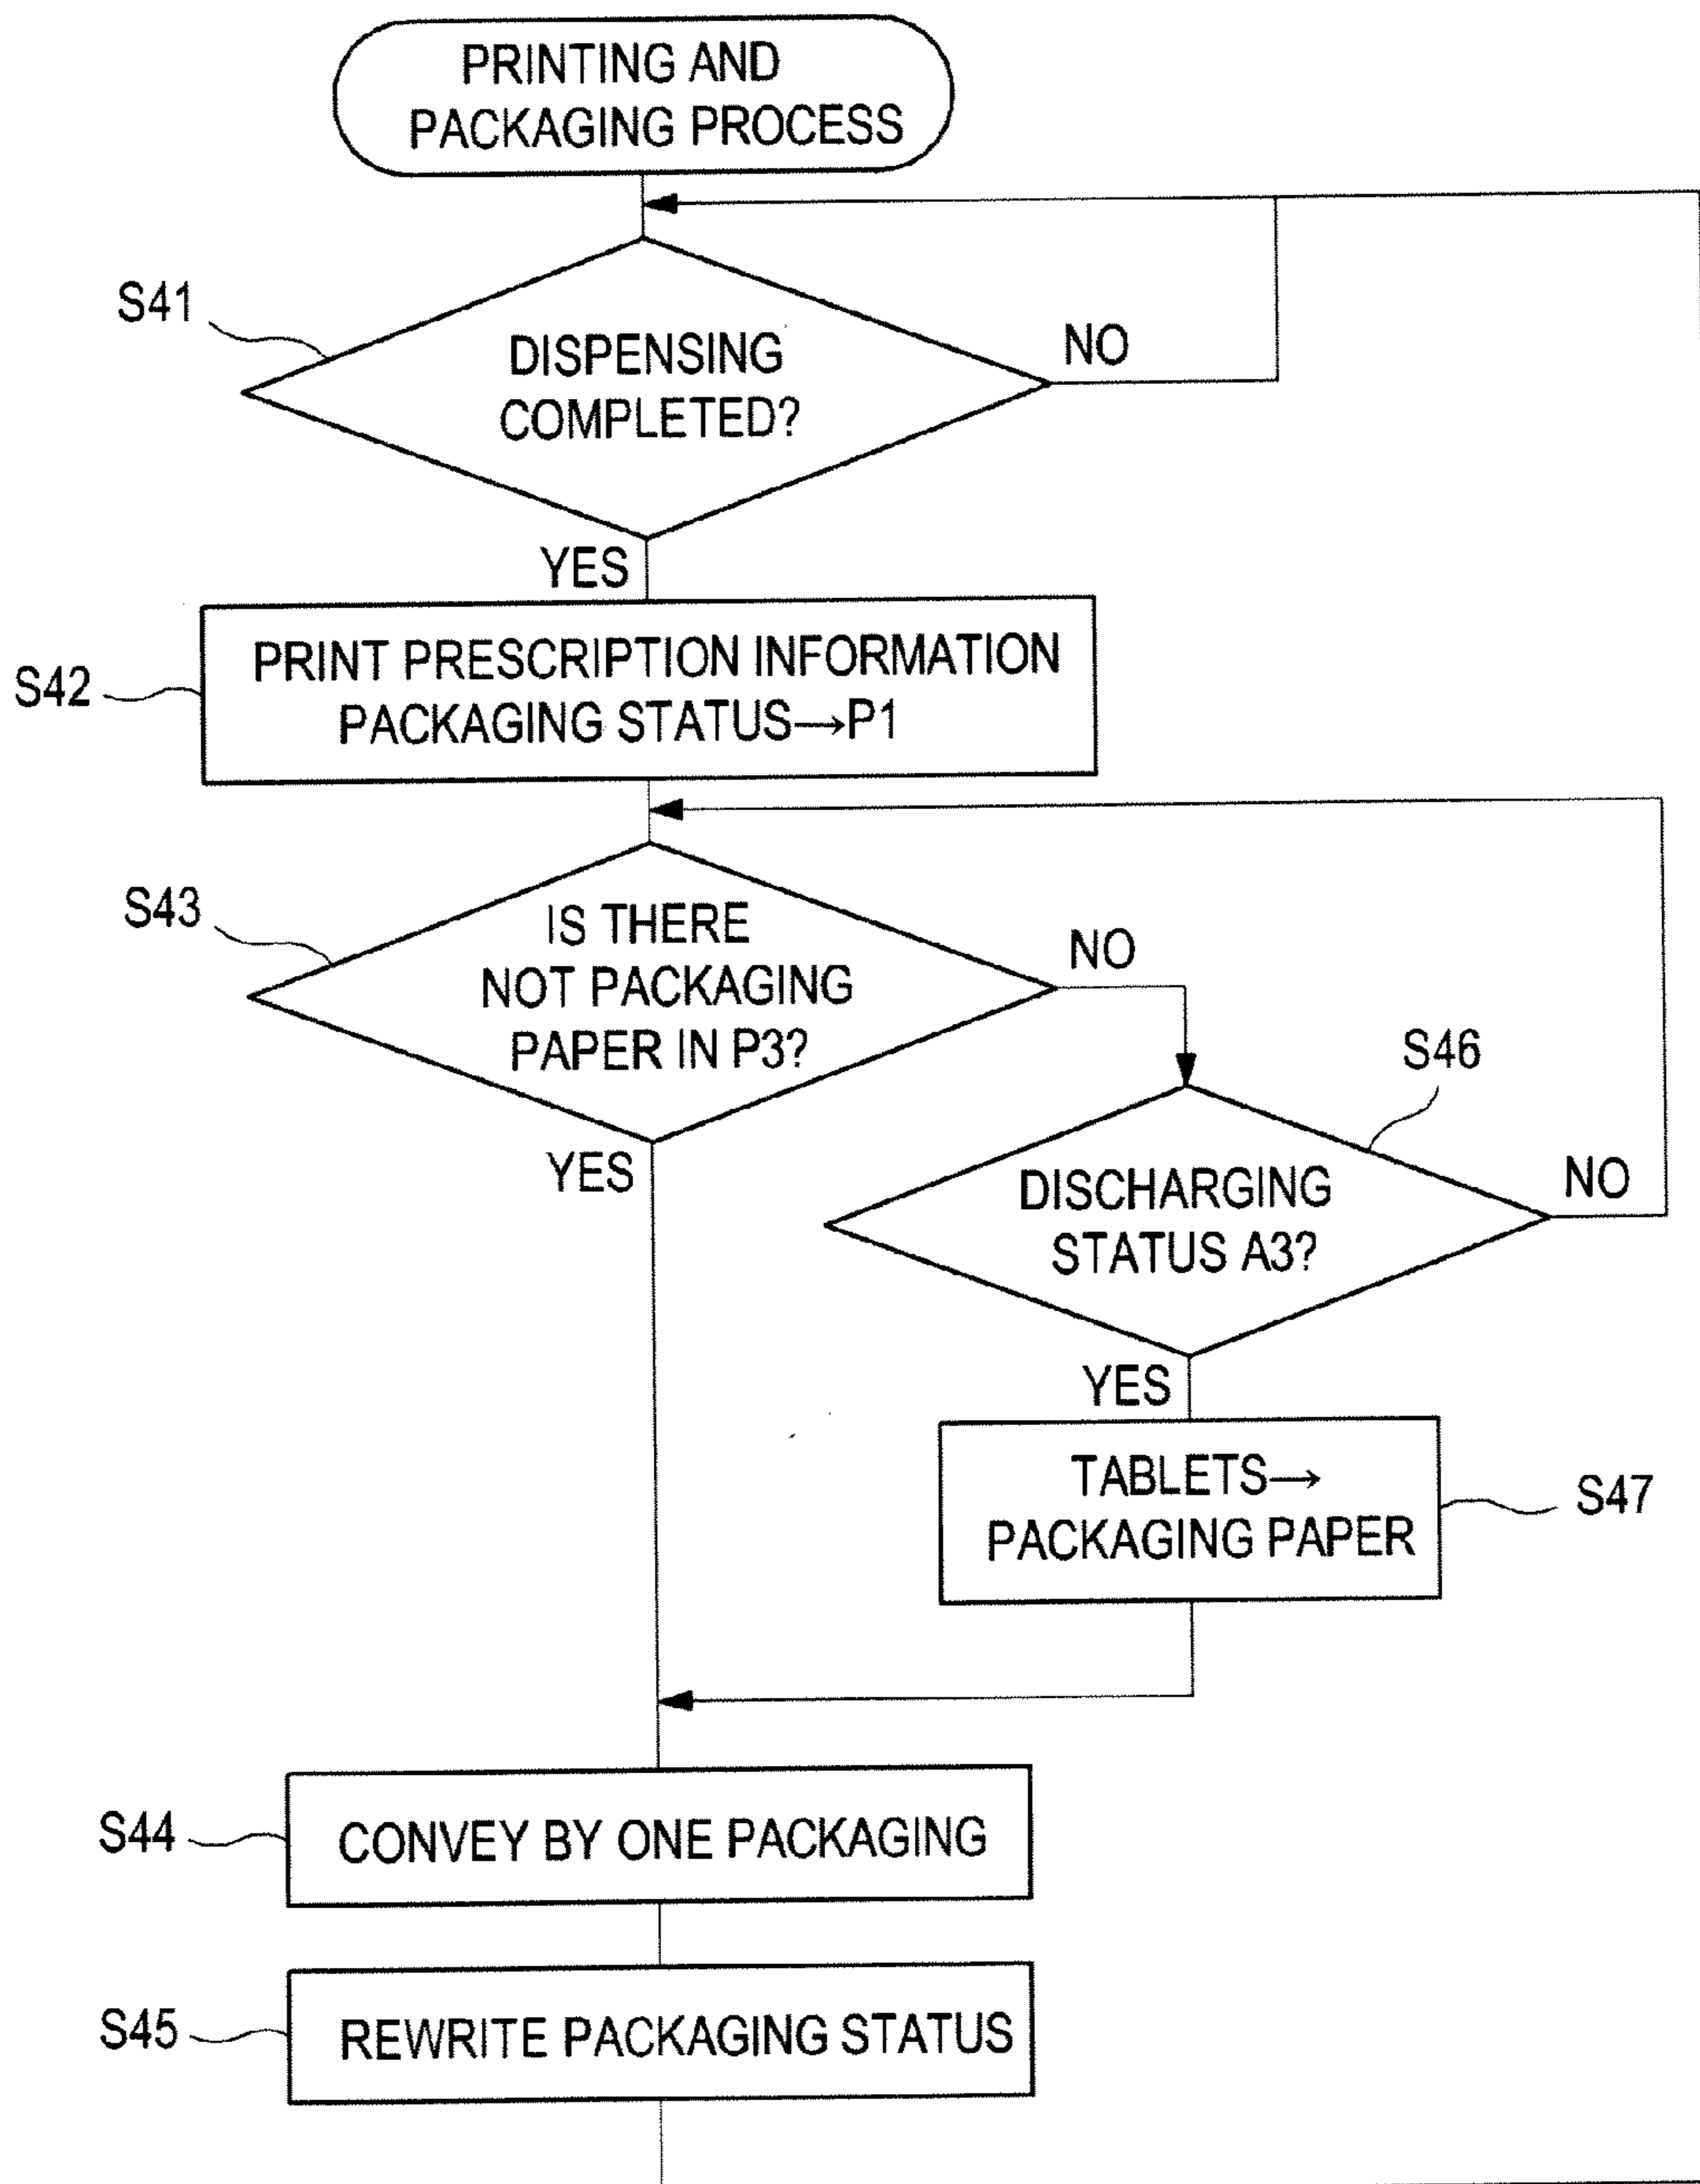 PRINTING AND
PACKAGING PROCESS
S41
DISPENSING
COMPLETED?
NO
YES
S42
PRINT PRESCRIPTION INFORMATION
PACKAGING STATUS→P1
S43
IS THERE
NOT PACKAGING
PAPER IN P3?
NO
YES
S46
DISCHARGING
STATUS A3?
NO
YES
TABLETS→
PACKAGING PAPER
S47
S44
CONVEY BY ONE PACKAGING
S45
REWRITE PACKAGING STATUS